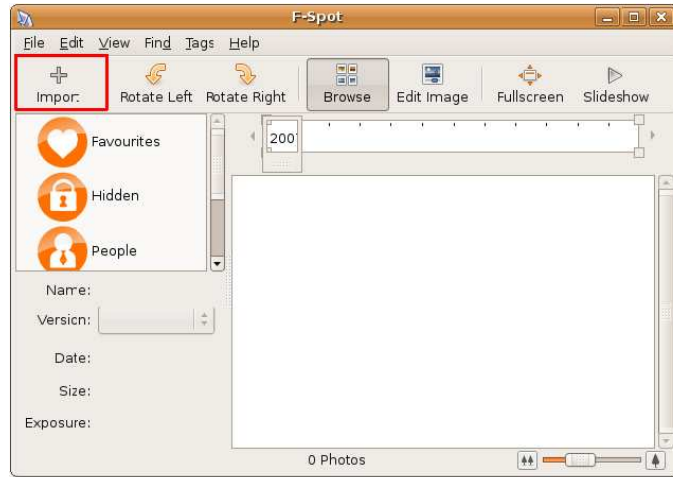 F-Spot
File Edit View Find Tags Help
Import Rotate Left Rotate Right Browse Edit Image Fullscreen Slideshow
Favourites
2007
Hidden
People
Name:
Version:
Date:
Size:
Exposure:
0 Photos